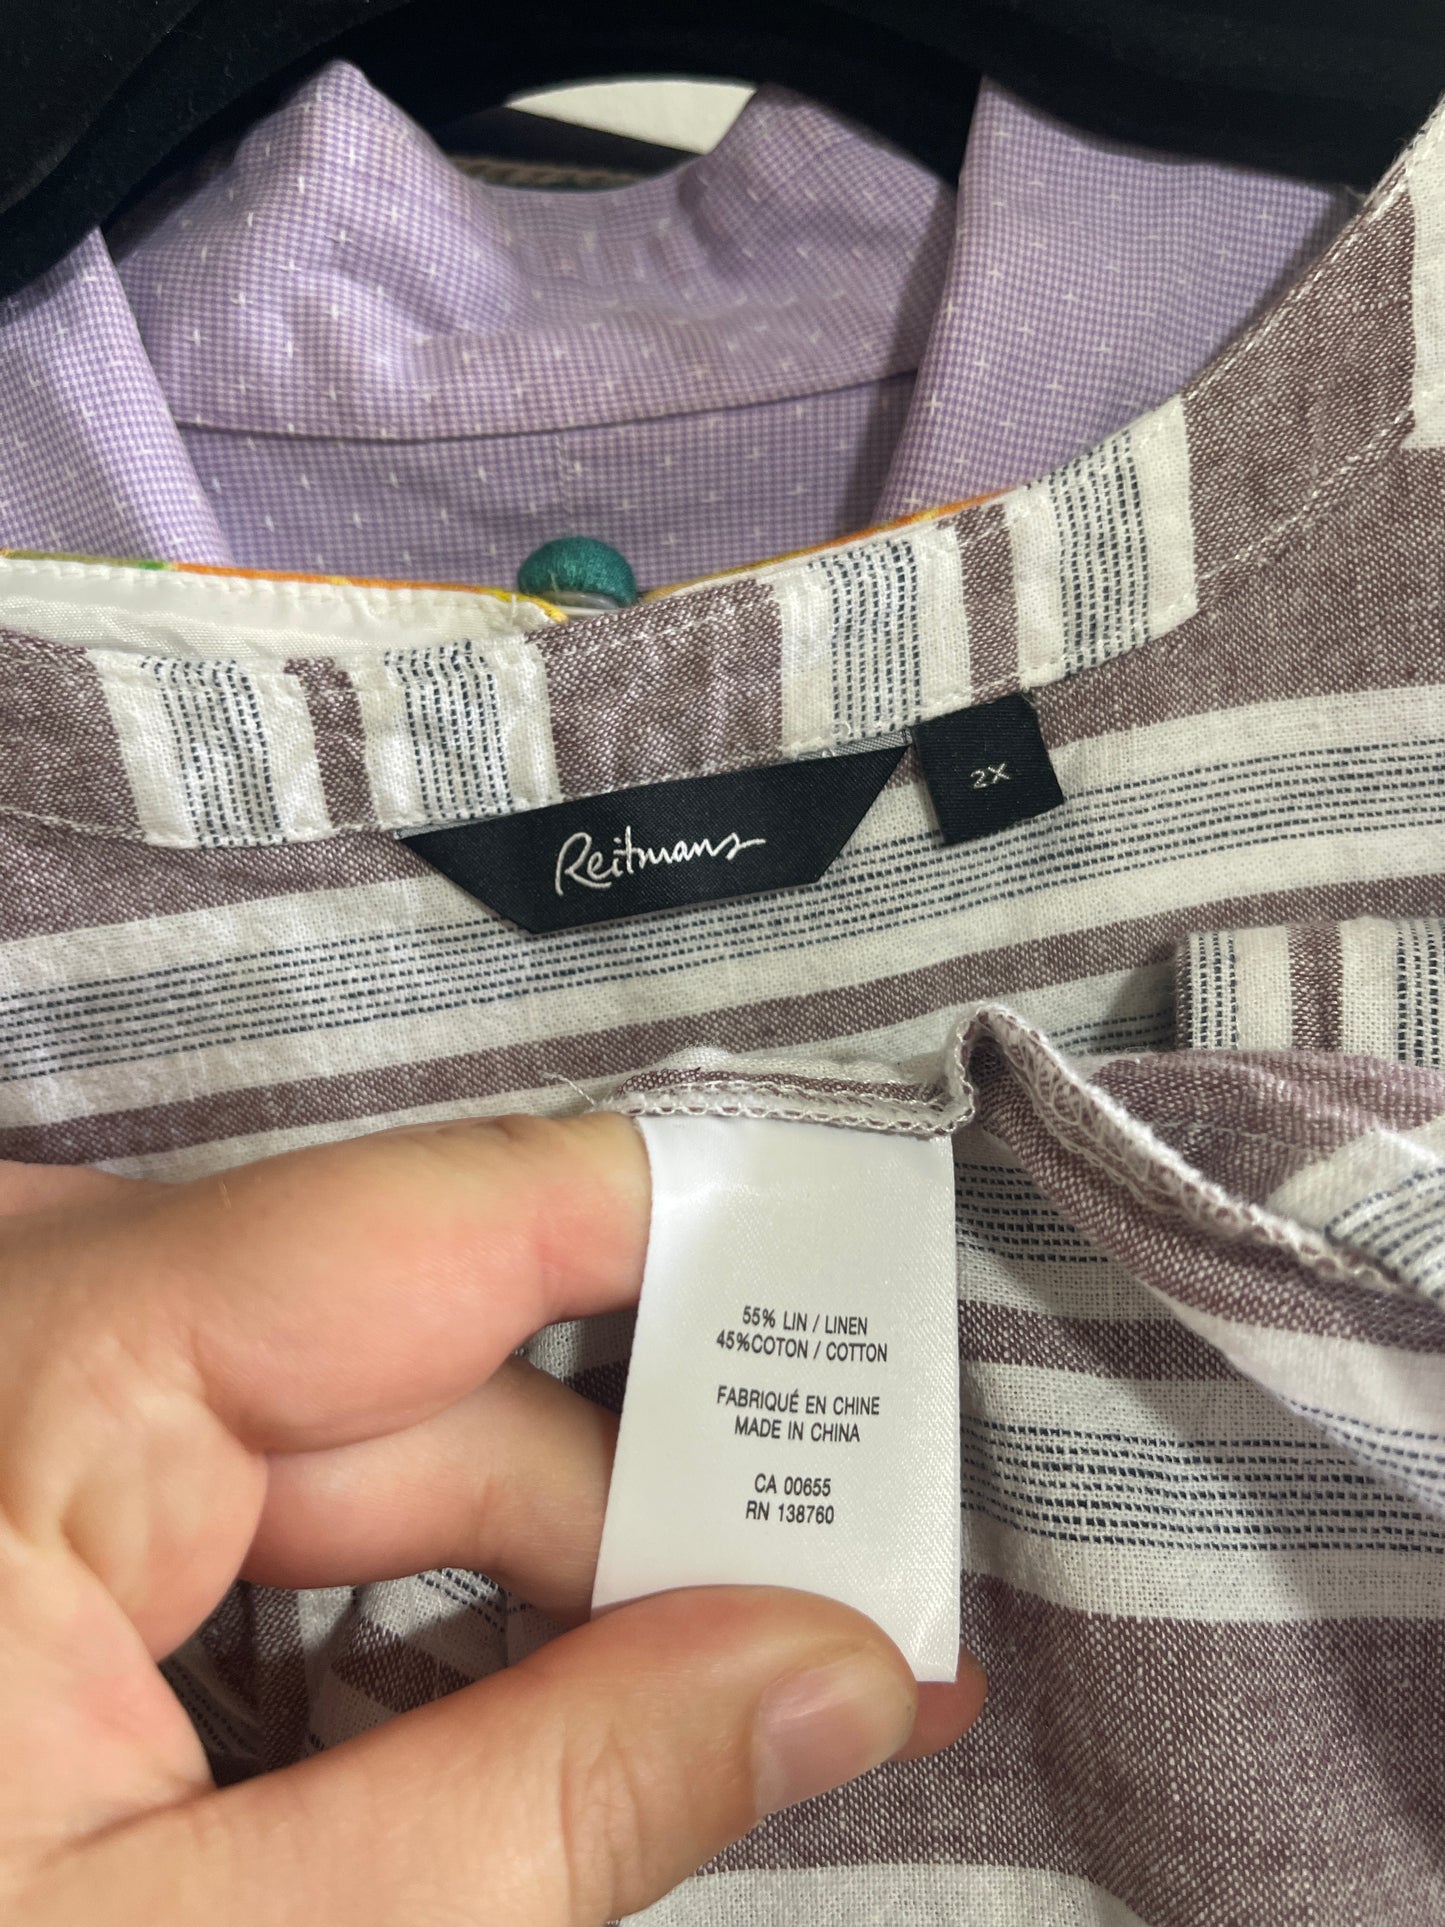 Reitmans
2X
55% LIN / LINEN
45%COTON / COTTON
FABRIQUÉ EN CHINE
MADE IN CHINA
CA 00655
RN 138760